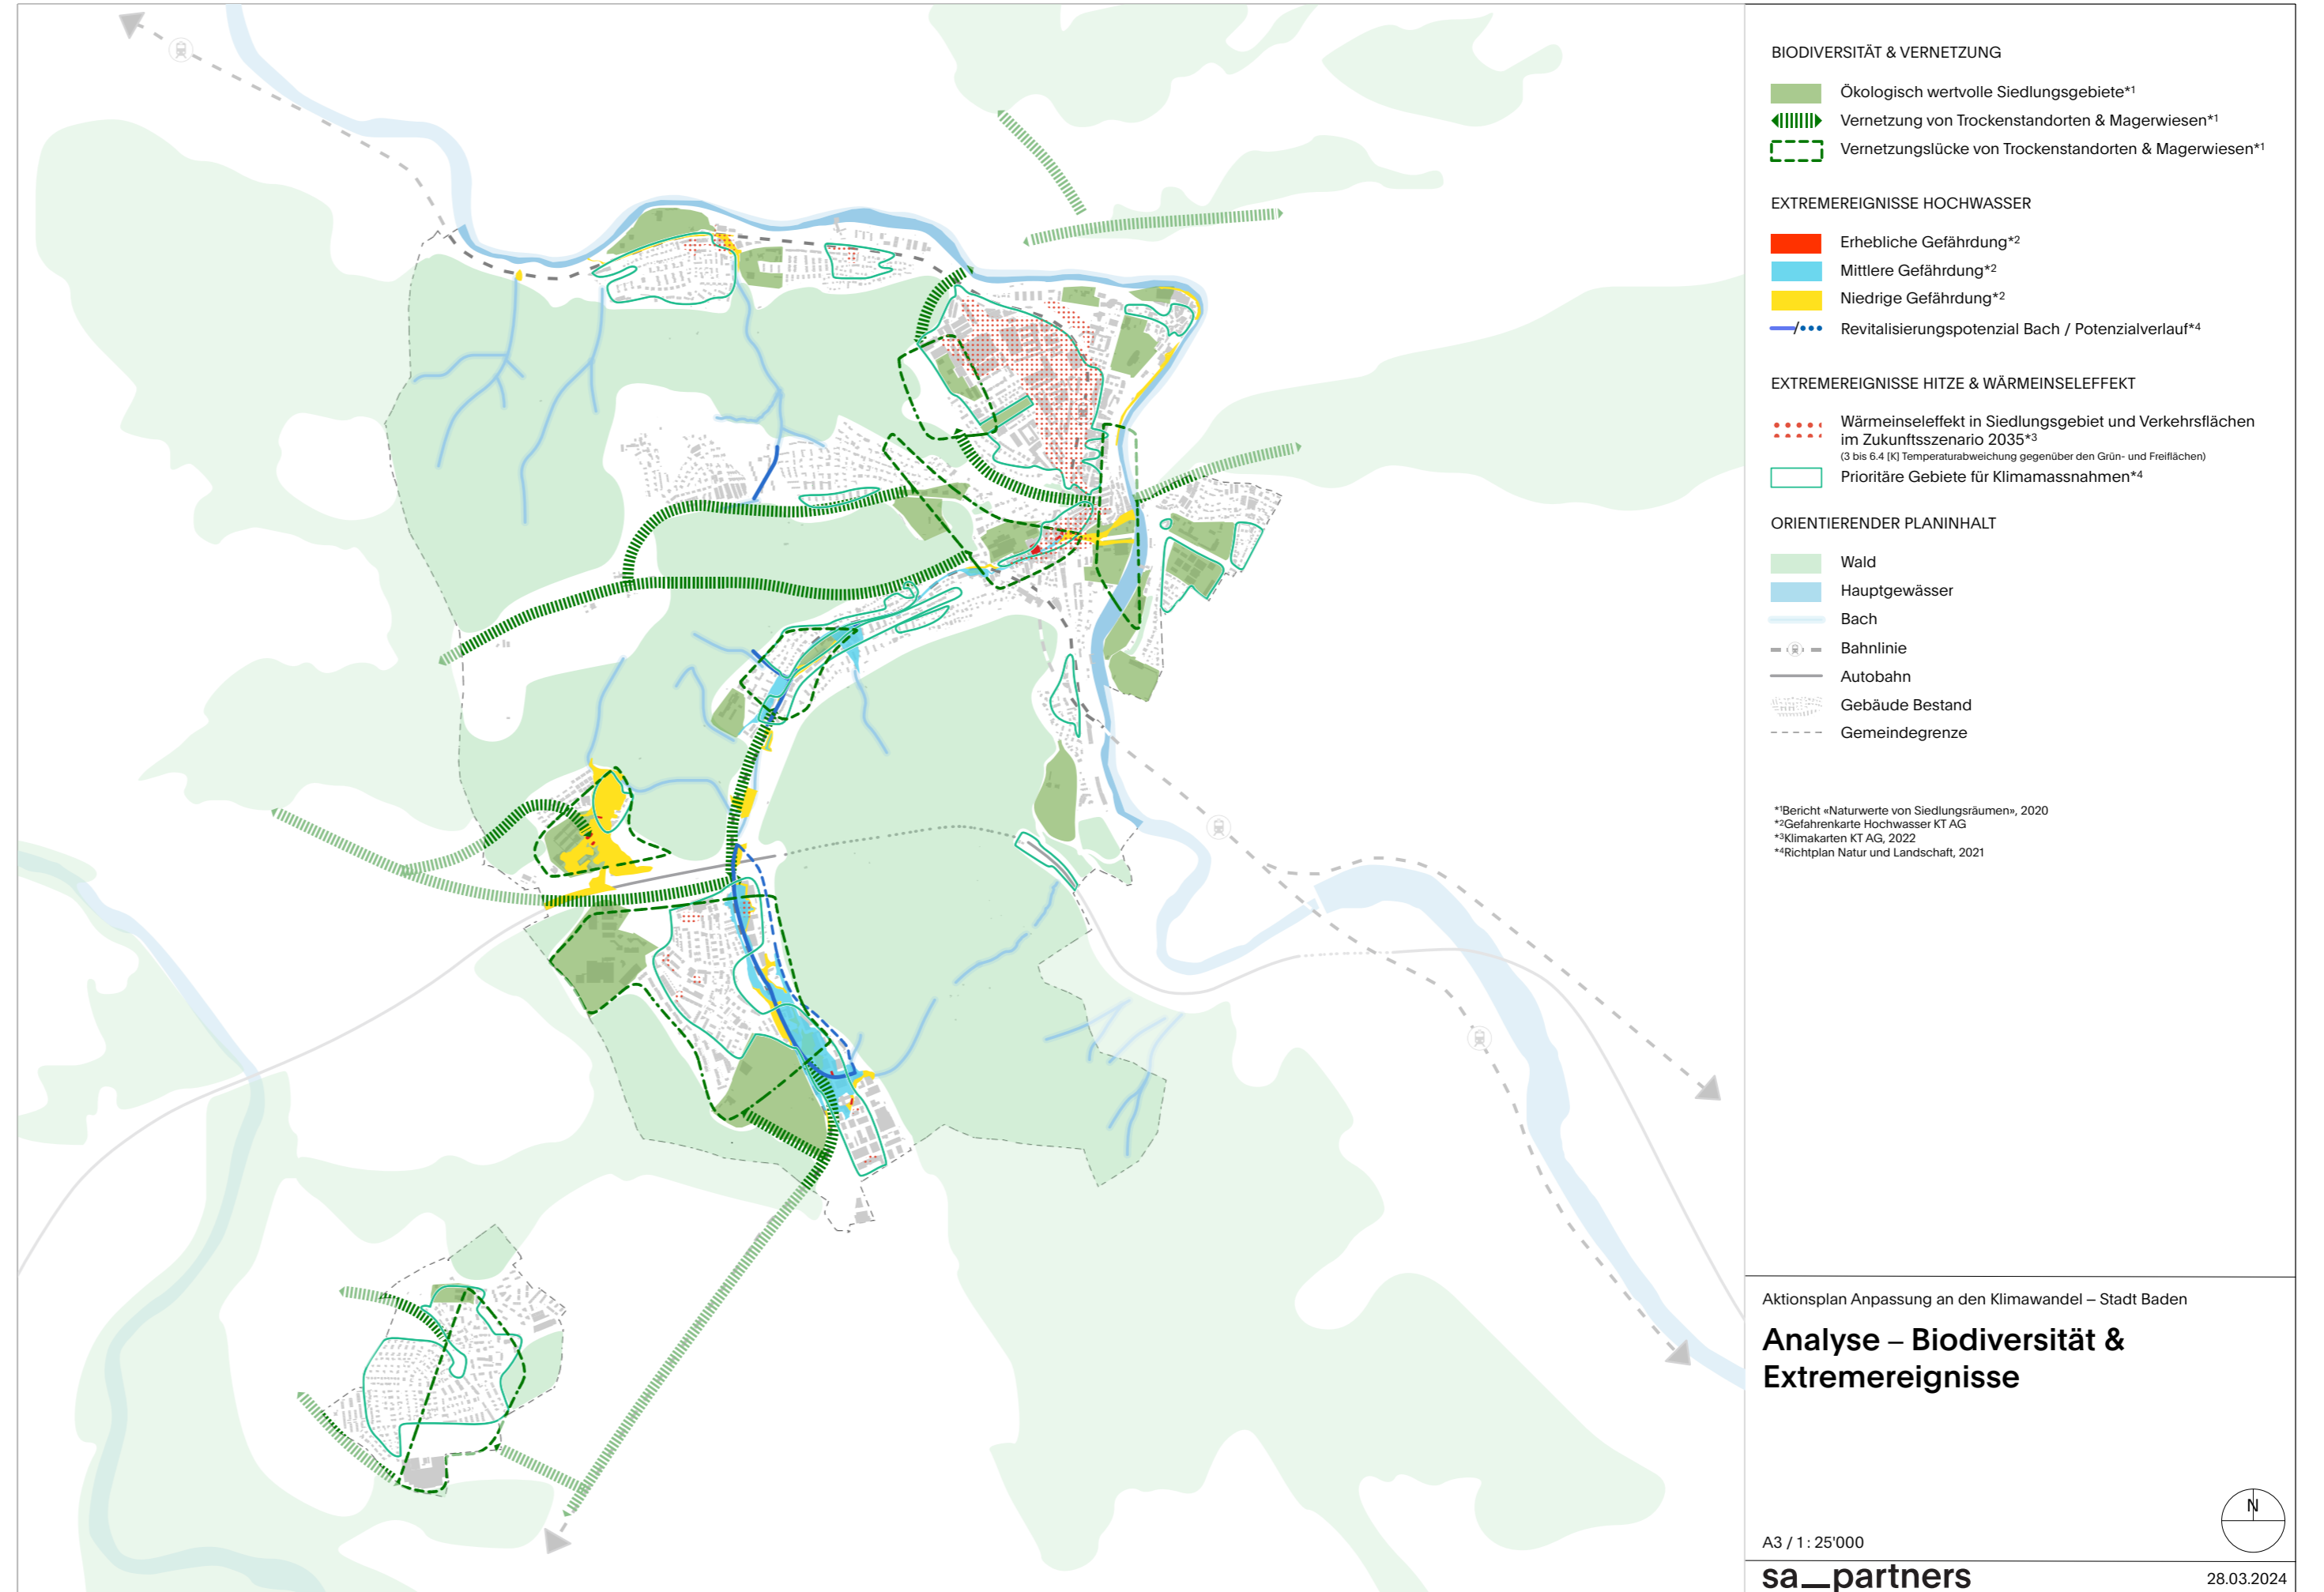 BIODIVERSITÄT & VERNETZUNG
Ökologisch wertvolle Siedlungsgebiete*1
Vernetzung von Trockenstandorten & Magerwiesen*1
Vernetzungslücke von Trockenstandorten & Magerwiesen*1
EXTREMEREIGNISSE HOCHWASSER
Erhebliche Gefährdung*2
Mittlere Gefährdung*2
Niedrige Gefährdung*2
Revitalisierungspotenzial Bach / Potenzialverlauf*4
EXTREMEREIGNISSE HITZE & WÄRMEINSELEFFEKT
Wärmeinseleffekt in Siedlungsgebiet und Verkehrsflächen
im Zukunftsszenario 2035*3
(3 bis 6.4 [K] Temperaturabweichung gegenüber den Grün- und Freiflächen)
Prioritäre Gebiete für Klimamassnahmen*4
ORIENTIERENDER PLANINHALT
Wald
Hauptgewässer
Bach
Bahnlinie
Autobahn
Gebäude Bestand
Gemeindegrenze
*1Bericht «Naturwerte von Siedlungsräumen», 2020
*2Gefahrenkarte Hochwasser KT AG
*3Klimakarten KT AG, 2022
*4Richtplan Natur und Landschaft, 2021
Aktionsplan Anpassung an den Klimawandel – Stadt Baden
Analyse – Biodiversität &
Extremereignisse
N
A3 / 1 : 25'000
sa_partners
28.03.2024